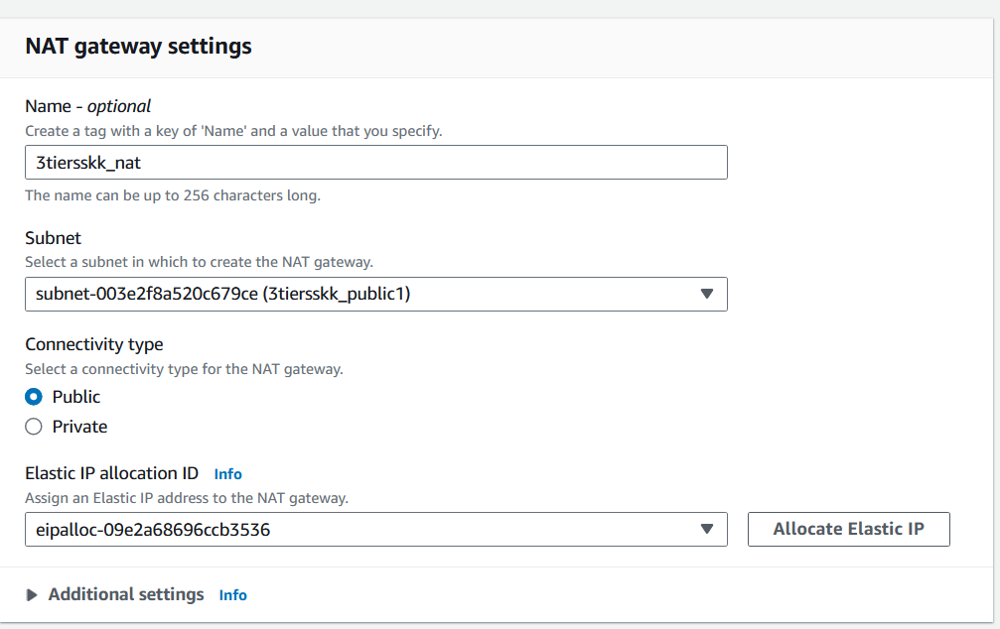 NAT gateway settings
Name - optional
Create a tag with a key of 'Name' and a value that you specify.
3tiersskk_nat
The name can be up to 256 characters long.
Subnet
Select a subnet in which to create the NAT gateway.
subnet-003e2f8a520c679ce (3tiersskk_public1)
Connectivity type
Select a connectivity type for the NAT gateway.
Public
Private
Elastic IP allocation ID Info
Assign an Elastic IP address to the NAT gateway.
eipalloc-09e2a68696ccb3536 Allocate Elastic IP
Additional settings Info